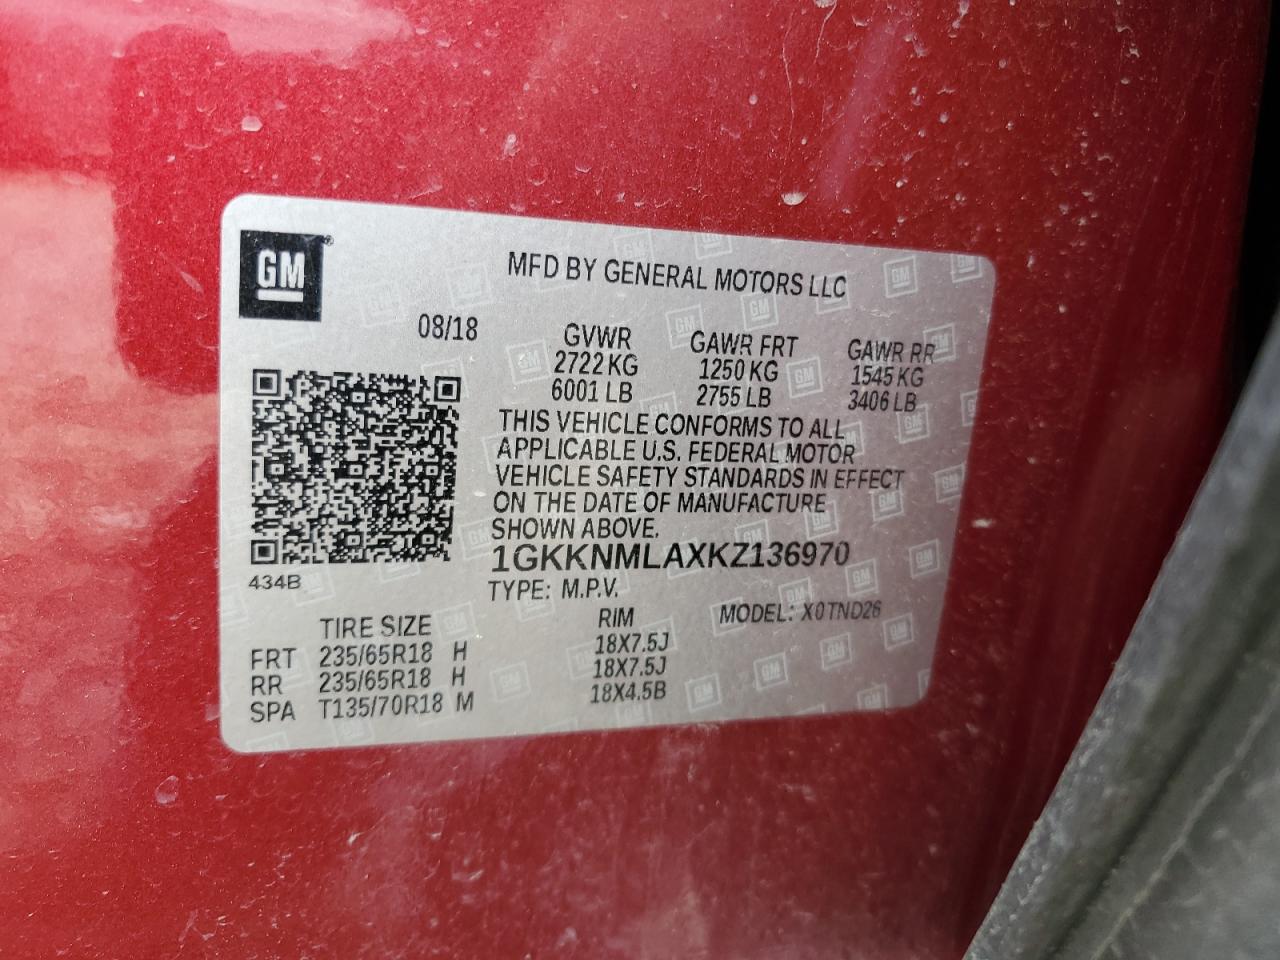 GM
MFD BY GENERAL MOTORS LLC
08/18
GVWR GAWR FRT GAWR RR
2722 KG 1250 KG 1545 KG
6001 LB 2755 LB 3406 LB
THIS VEHICLE CONFORMS TO ALL
APPLICABLE U.S. FEDERAL MOTOR
VEHICLE SAFETY STANDARDS IN EFFECT
ON THE DATE OF MANUFACTURE
SHOWN ABOVE.
1GKKNMLAXKZ136970
434B
TYPE: M.P.V.
MODEL: X0TND26
TIRE SIZE RIM
FRT 235/65R18 H 18X7.5J
RR 235/65R18 H 18X7.5J
SPA T135/70R18 M 18X4.5B